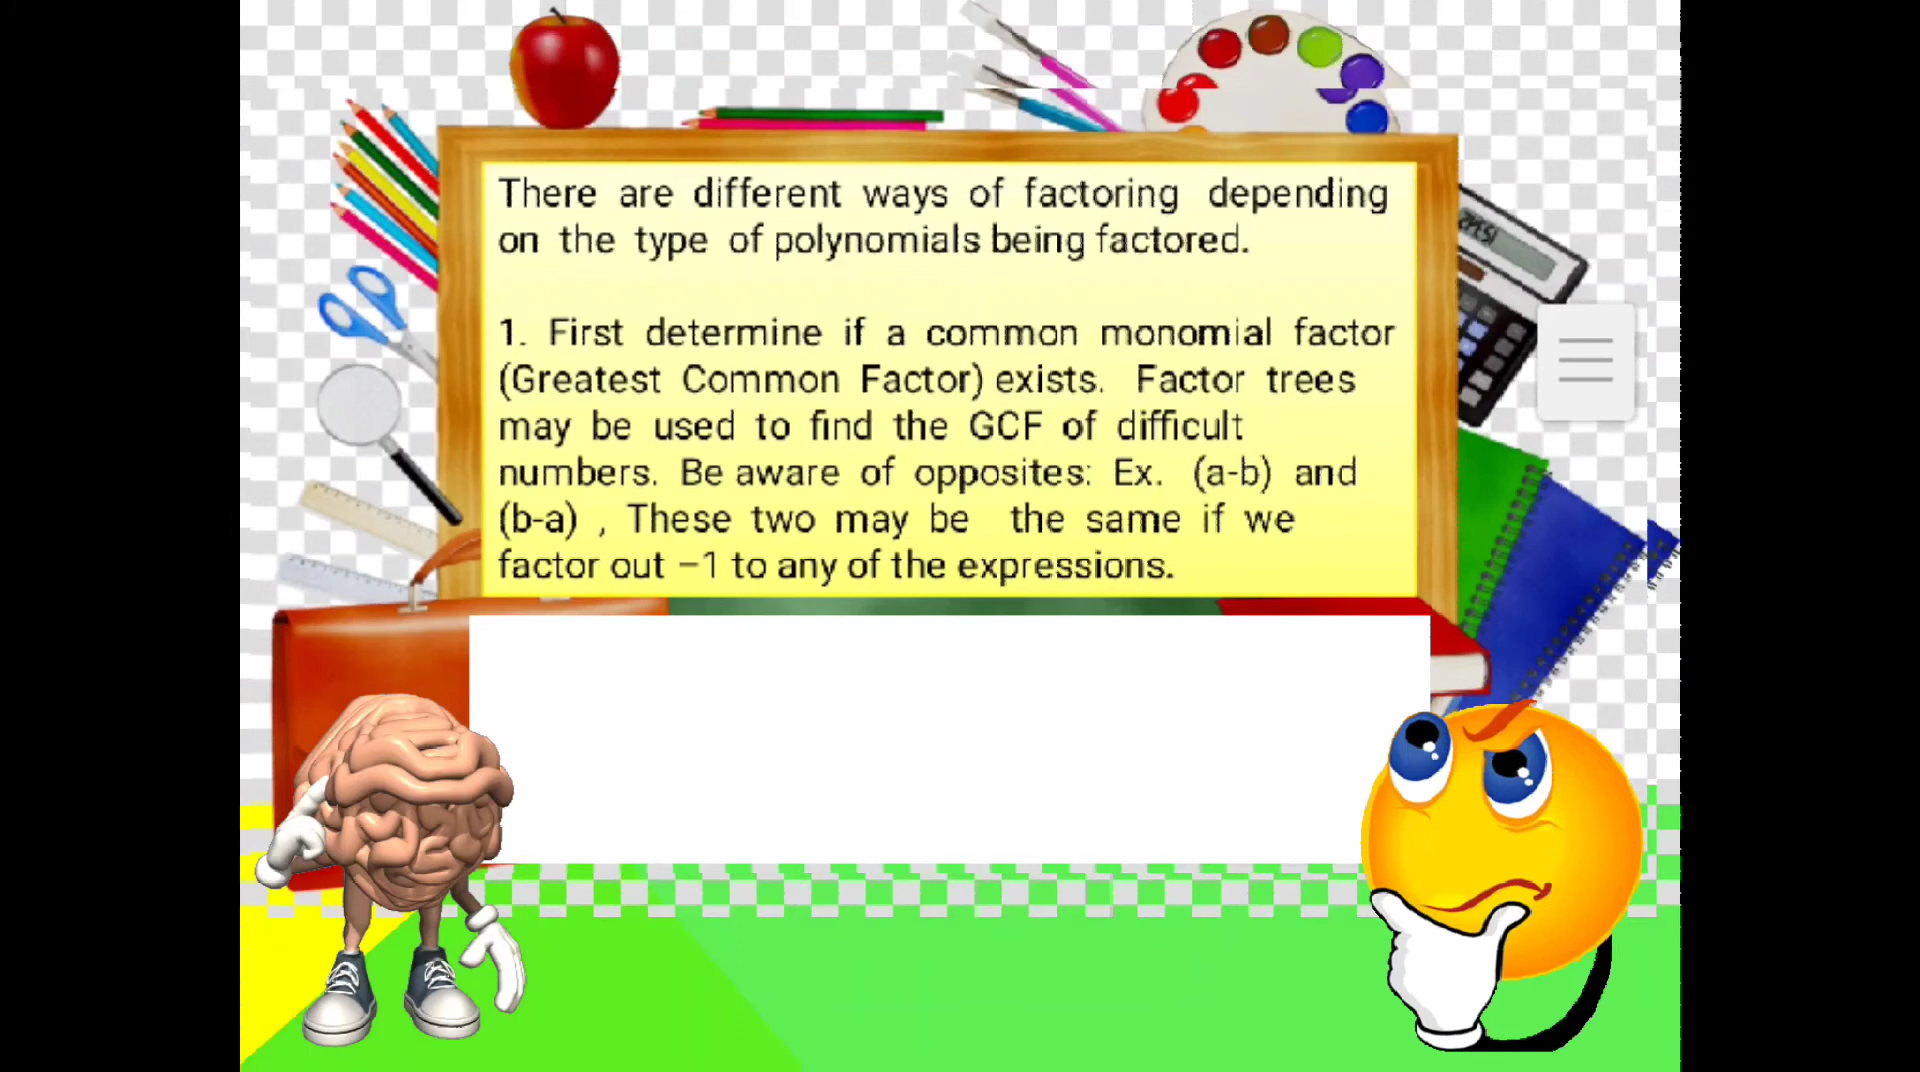 There are different ways of factoring depending
on the type of polynomials being factored.
1. First determine if a common monomial factor
(Greatest Common Factor) exists. Factor trees
may be used to find the GCF of difficult
numbers. Be aware of opposites: Ex. (a-b) and
(b-a) , These two may be the same if we
factor out –1 to any of the expressions.